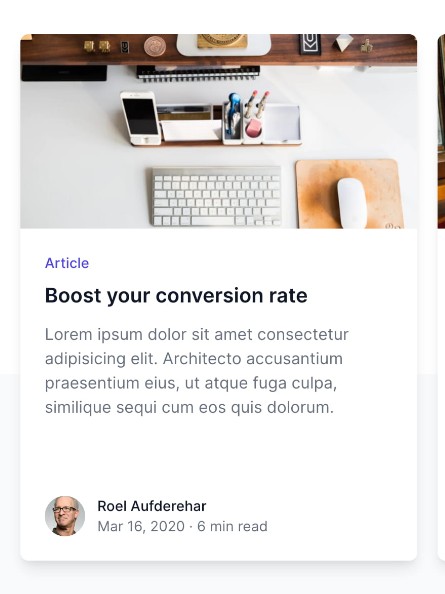 Article
Boost your conversion rate
Lorem ipsum dolor sit amet consectetur
adipisicing elit. Architecto accusantium
praesentium eius, ut atque fuga culpa,
similique sequi cum eos quis dolorum.
Roel Aufderehar
Mar 16, 2020 · 6 min read